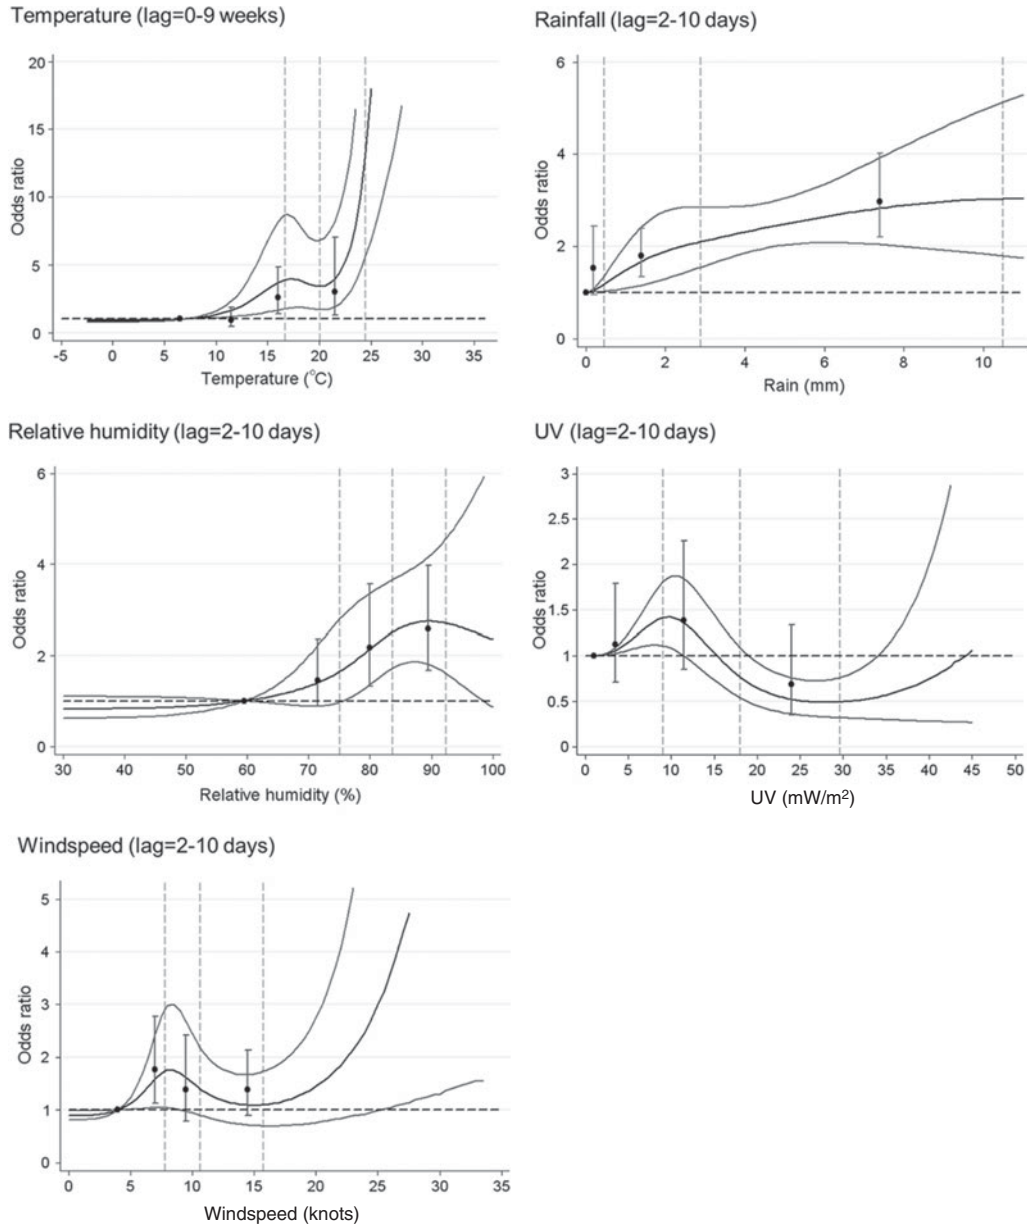 Temperature (lag=0-9 weeks)
20
15
10
5
0
Odds ratio
-5 0 5 10 15 20 25 30 35
Temperature (°C)
Rainfall (lag=2-10 days)
6
4
2
0
Odds ratio
0 2 4 6 8 10
Rain (mm)
Relative humidity (lag=2-10 days)
6
4
2
0
Odds ratio
30 40 50 60 70 80 90 100
Relative humidity (%)
UV (lag=2-10 days)
3
2.5
2
1.5
1
0.5
0
Odds ratio
0 5 10 15 20 25 30 35 40 45 50
UV (mW/m²)
Windspeed (lag=2-10 days)
5
4
3
2
1
0
Odds ratio
0 5 10 15 20 25 30 35
Windspeed (knots)